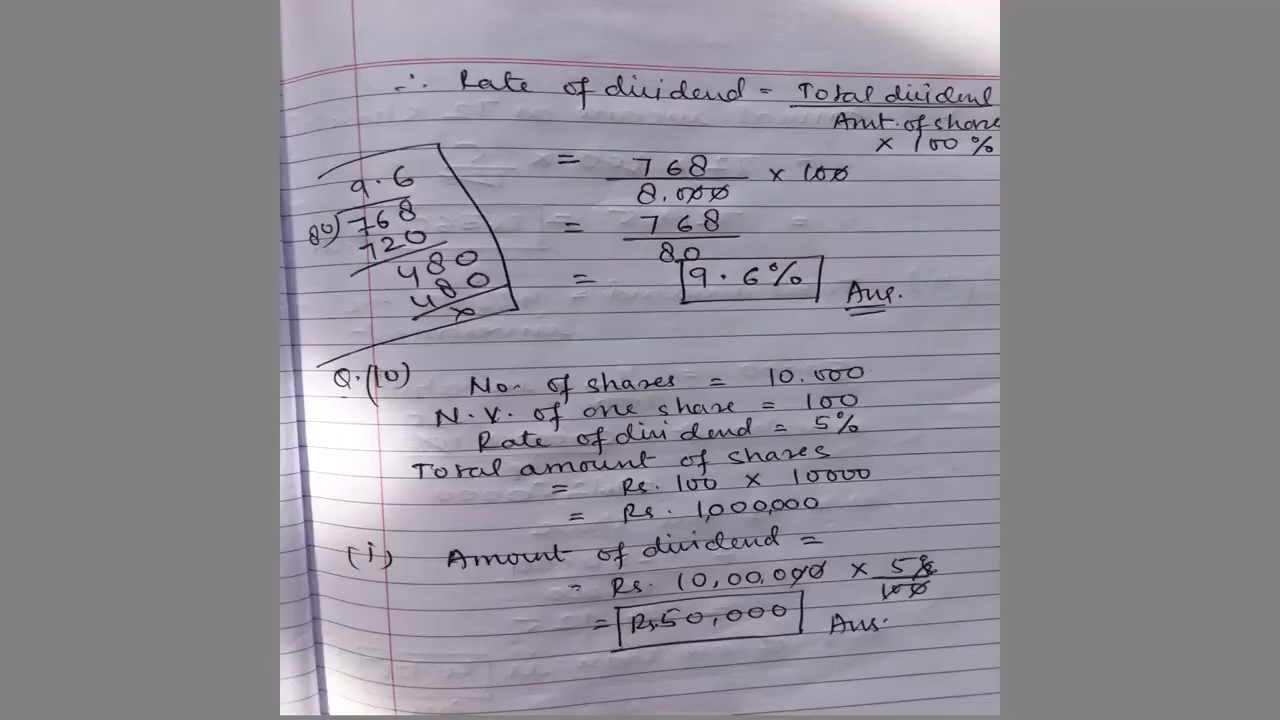 ∴ Rate of dividend = Total dividend
Amt. of share
× 100 %
= 768 × 100
8.000
= 768
80
= 9.6% Ans.
9.6
80)768
720
480
480
×
Q.(10) No. of shares = 10.000
N.V. of one share = 100
Rate of dividend = 5%
Total amount of shares
= Rs. 100 × 10000
= Rs. 1,000,000
(i) Amount of dividend =
= Rs. 10,00,000 × 5%
100
= Rs.50,000 Ans.